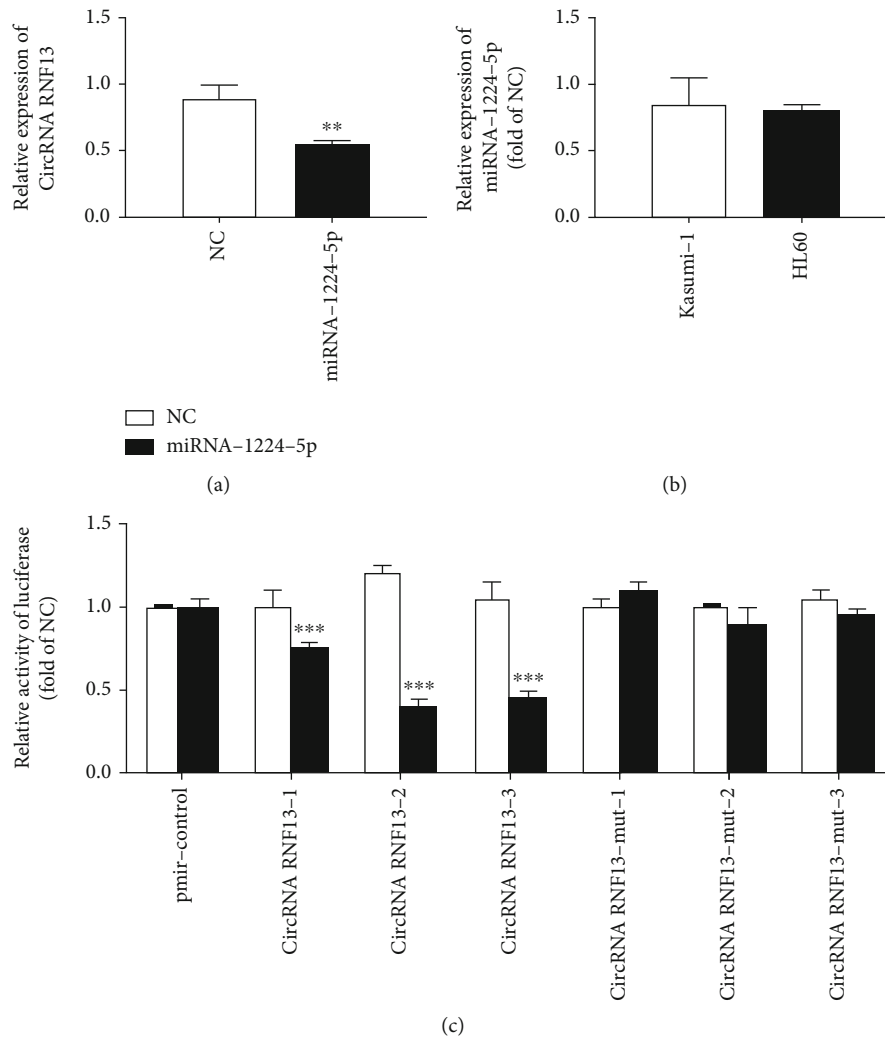 Relative expression of
CircRNA RNF13
1.5
1.0
0.5
0.0
**
NC
miRNA–1224–5p
NC
miRNA–1224–5p
(a)
Relative expression of
miRNA–1224–5p
(fold of NC)
1.5
1.0
0.5
0.0
Kasumi–1
HL60
(b)
Relative activity of luciferase
(fold of NC)
1.5
1.0
0.5
0.0
***
***
***
pmir–control
CircRNA RNF13–1
CircRNA RNF13–2
CircRNA RNF13–3
CircRNA RNF13–mut–1
CircRNA RNF13–mut–2
CircRNA RNF13–mut–3
(c)